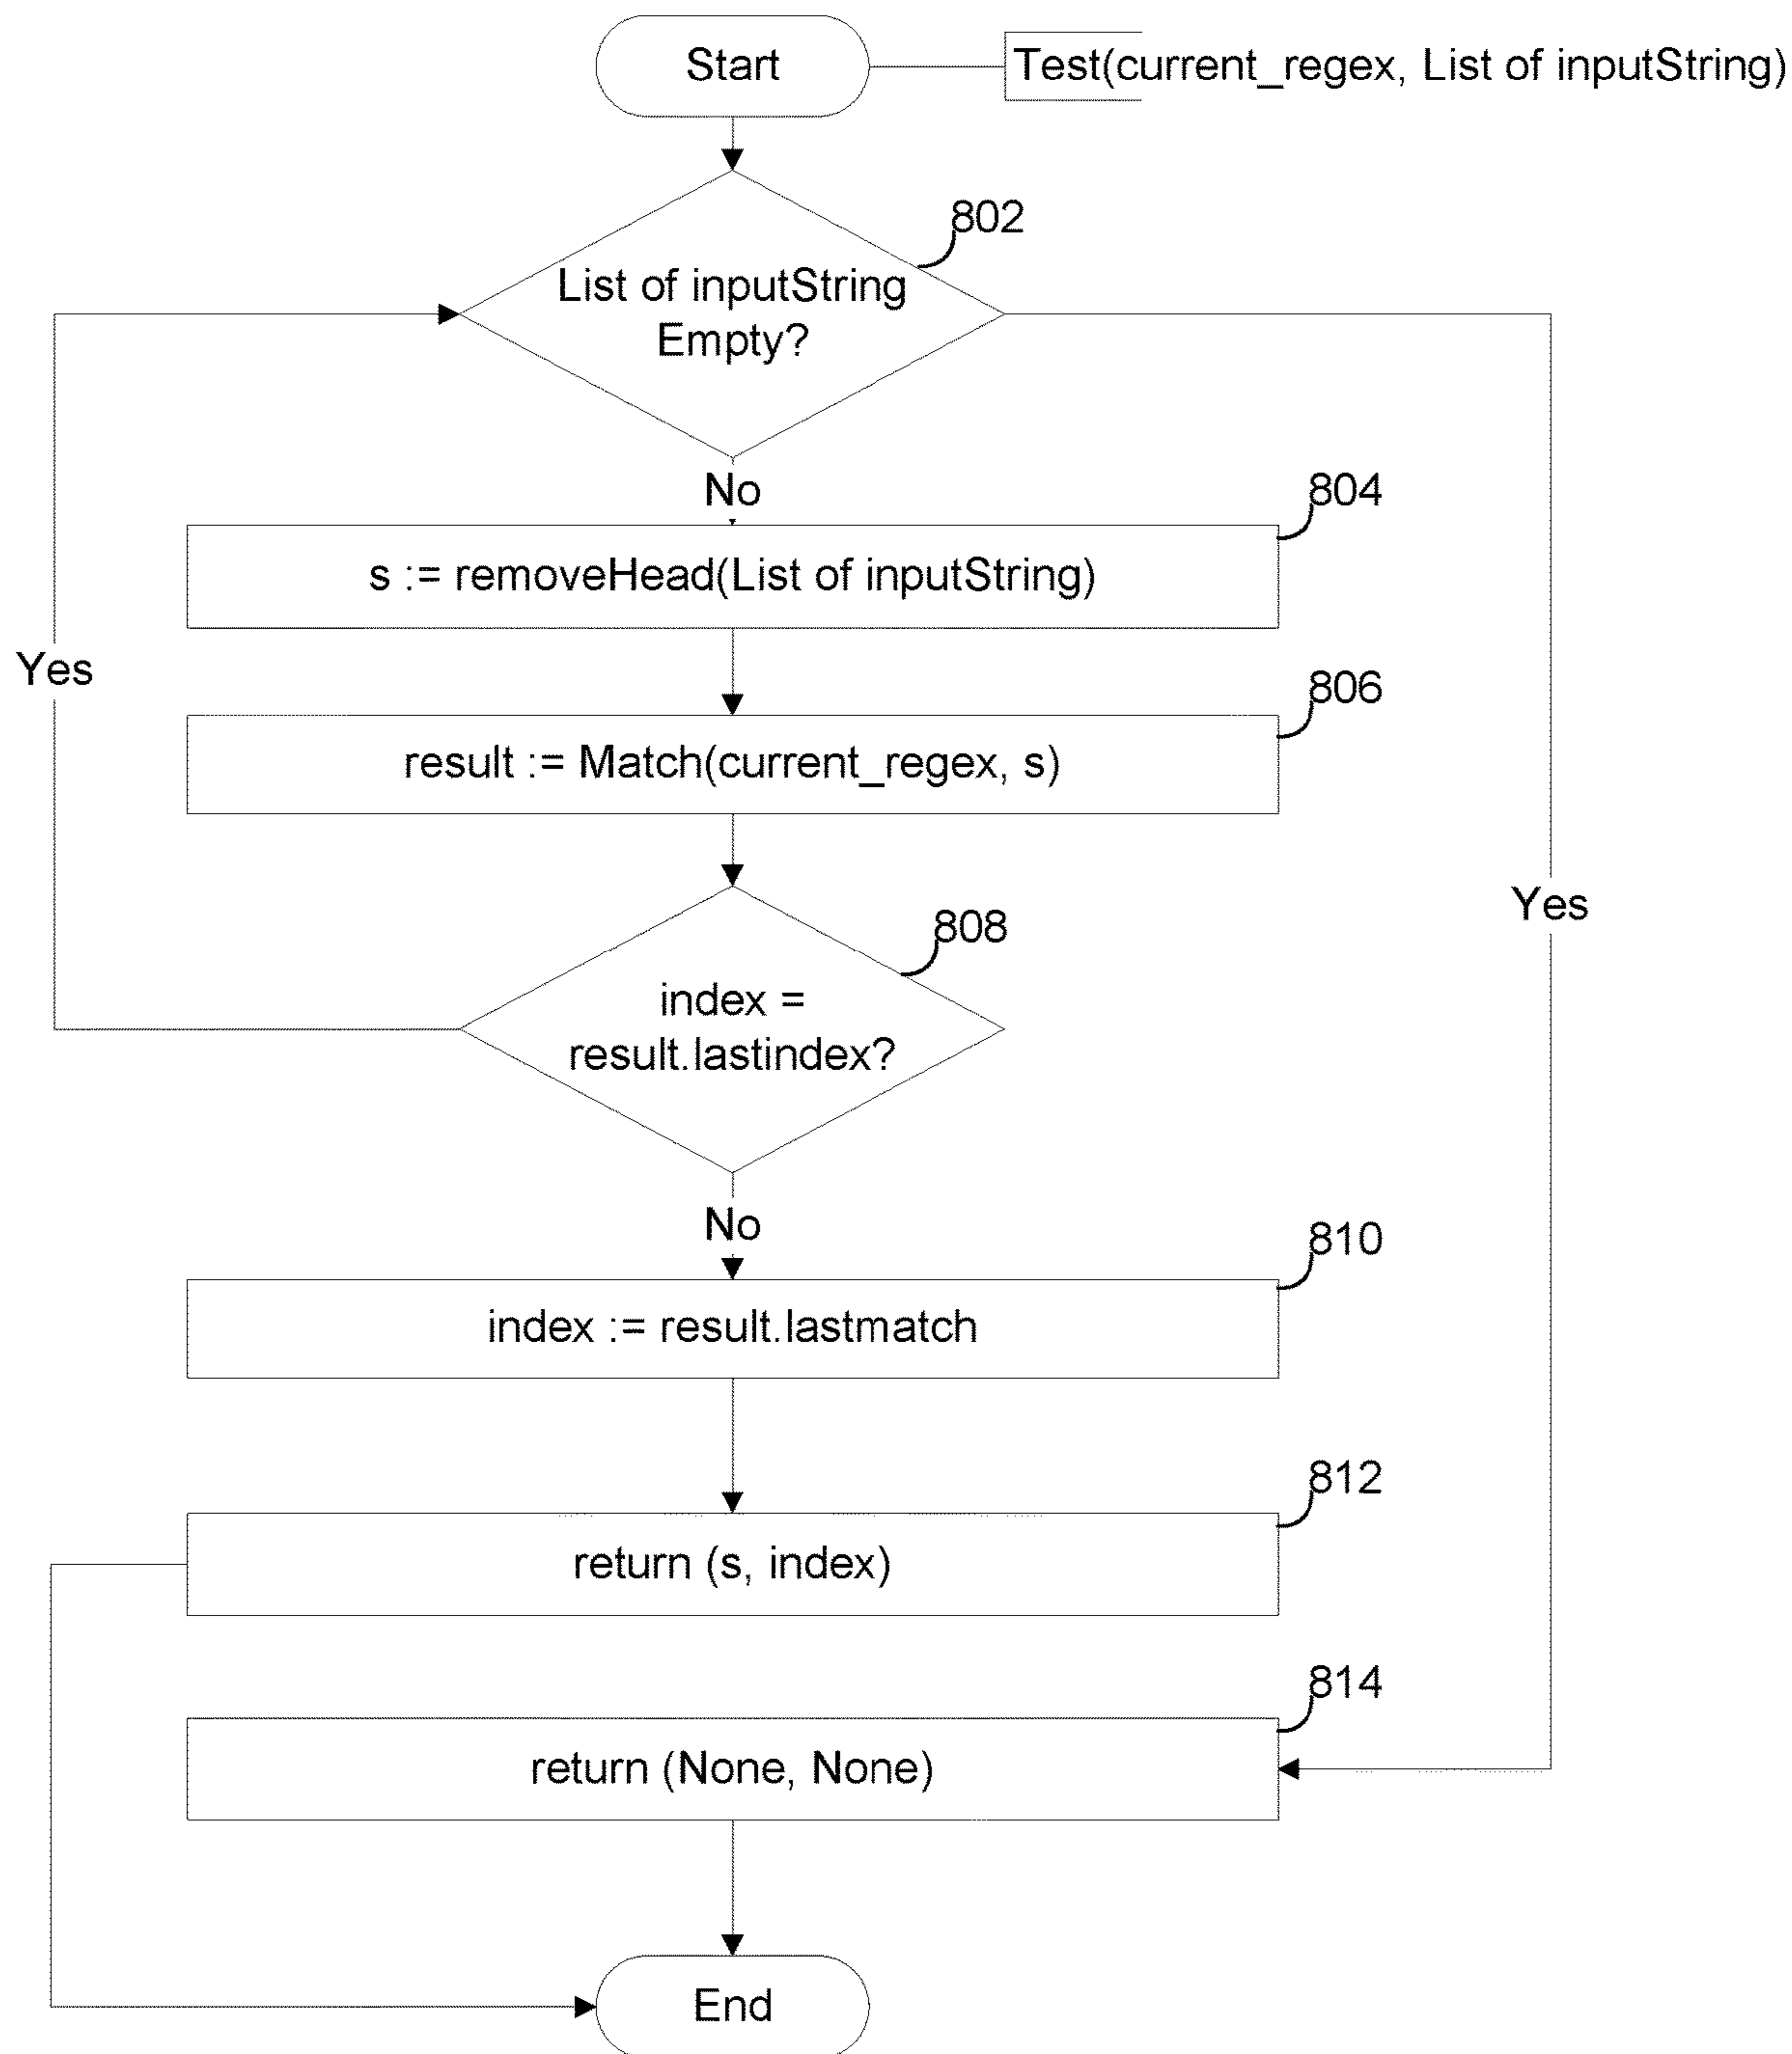 Start
Test(current_regex, List of inputString)
802
List of inputString
Empty?
No
804
s := removeHead(List of inputString)
Yes
806
result := Match(current_regex, s)
Yes
808
index =
result.lastindex?
No
810
index := result.lastmatch
812
return (s, index)
814
return (None, None)
End